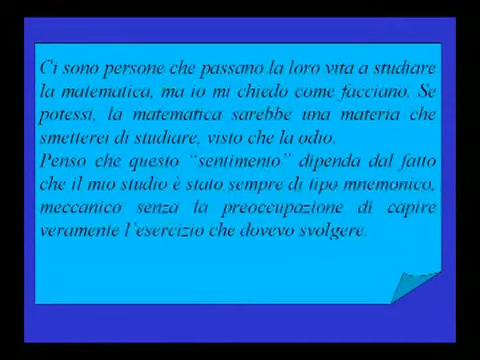 Ci sono persone che passano la loro vita a studiare
la matematica, ma io mi chiedo come facciano. Se
potessi, la matematica sarebbe una materia che
smetterei di studiare, visto che la odio.
Penso che questo “sentimento” dipenda dal fatto
che il mio studio è stato sempre di tipo mnemonico,
meccanico senza la preoccupazione di capire
veramente l’esercizio che dovevo svolgere.